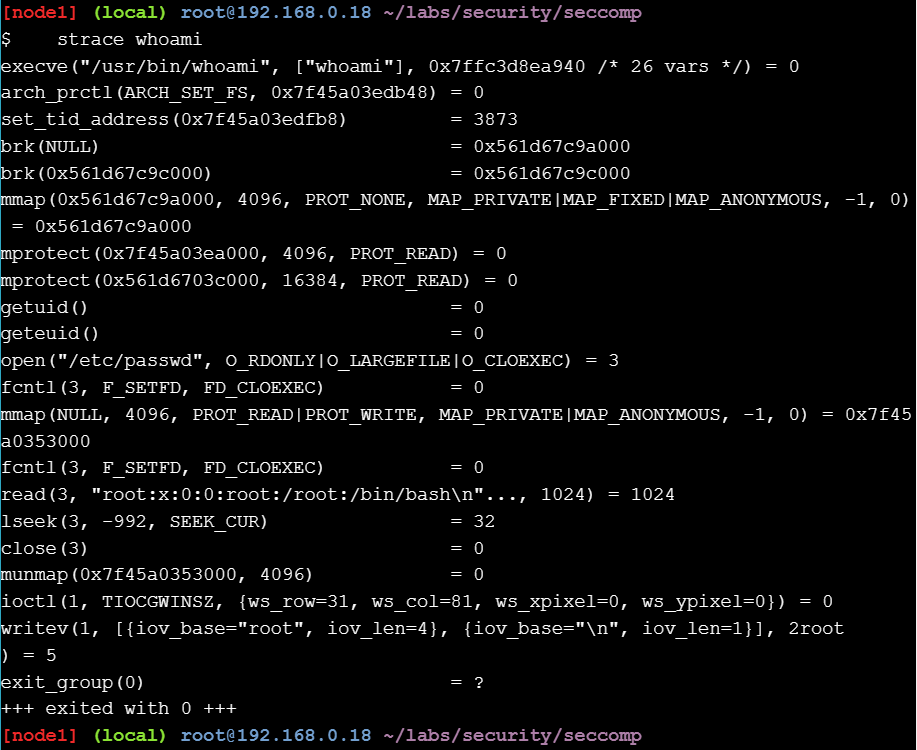 [node1] (local) root@192.168.0.18 ~/labs/security/seccomp
$    strace whoami
execve("/usr/bin/whoami", ["whoami"], 0x7ffc3d8ea940 /* 26 vars */) = 0
arch_prctl(ARCH_SET_FS, 0x7f45a03edb48) = 0
set_tid_address(0x7f45a03edfb8)         = 3873
brk(NULL)                               = 0x561d67c9a000
brk(0x561d67c9c000)                     = 0x561d67c9c000
mmap(0x561d67c9a000, 4096, PROT_NONE, MAP_PRIVATE|MAP_FIXED|MAP_ANONYMOUS, -1, 0)
 = 0x561d67c9a000
mprotect(0x7f45a03ea000, 4096, PROT_READ) = 0
mprotect(0x561d6703c000, 16384, PROT_READ) = 0
getuid()                                = 0
geteuid()                               = 0
open("/etc/passwd", O_RDONLY|O_LARGEFILE|O_CLOEXEC) = 3
fcntl(3, F_SETFD, FD_CLOEXEC)           = 0
mmap(NULL, 4096, PROT_READ|PROT_WRITE, MAP_PRIVATE|MAP_ANONYMOUS, -1, 0) = 0x7f45
a0353000
fcntl(3, F_SETFD, FD_CLOEXEC)           = 0
read(3, "root:x:0:0:root:/root:/bin/bash\n"..., 1024) = 1024
lseek(3, -992, SEEK_CUR)                = 32
close(3)                                = 0
munmap(0x7f45a0353000, 4096)            = 0
ioctl(1, TIOCGWINSZ, {ws_row=31, ws_col=81, ws_xpixel=0, ws_ypixel=0}) = 0
writev(1, [{iov_base="root", iov_len=4}, {iov_base="\n", iov_len=1}], 2root
) = 5
exit_group(0)                           = ?
+++ exited with 0 +++
[node1] (local) root@192.168.0.18 ~/labs/security/seccomp